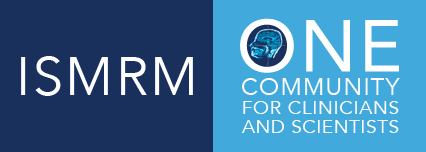 ISMRM
ONE
COMMUNITY
FOR CLINICIANS
AND SCIENTISTS